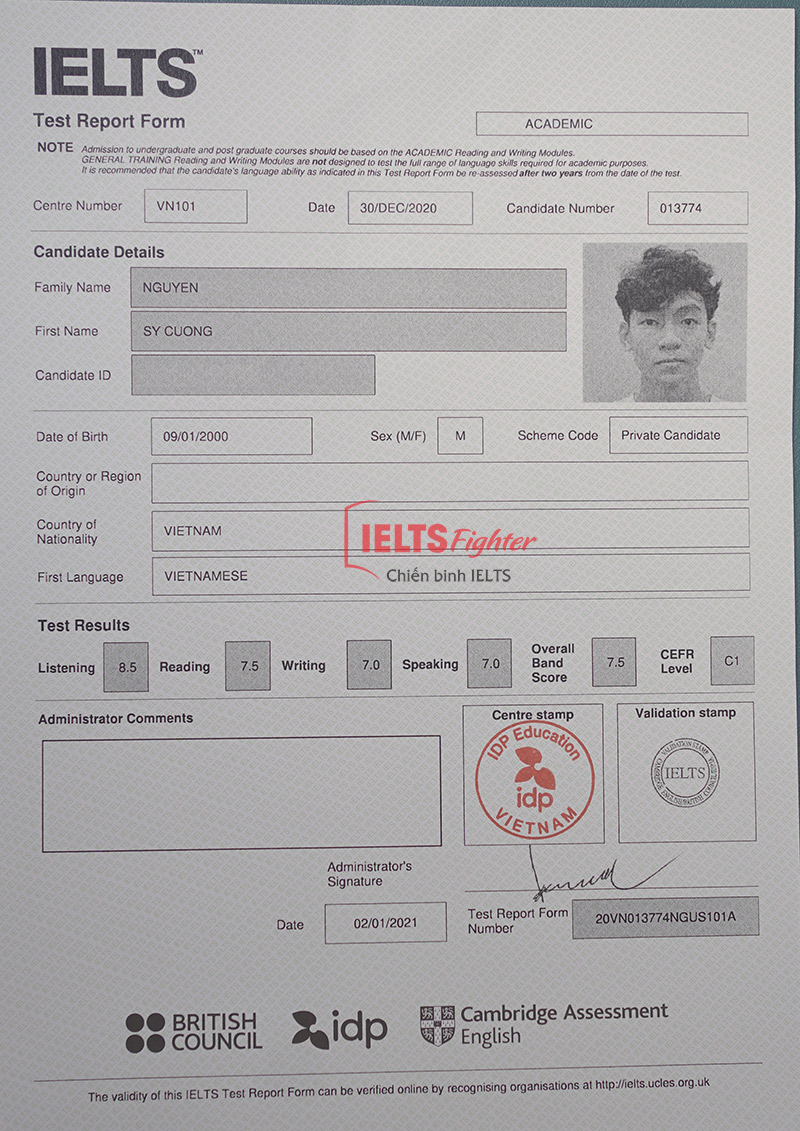 IELTS™
Test Report Form
ACADEMIC
NOTE Admission to undergraduate and post graduate courses should be based on the ACADEMIC Reading and Writing Modules.
GENERAL TRAINING Reading and Writing Modules are not designed to test the full range of language skills required for academic purposes.
It is recommended that the candidate's language ability as indicated in this Test Report Form be re-assessed after two years from the date of the test.
Centre Number VN101 Date 30/DEC/2020 Candidate Number 013774
Candidate Details
Family Name NGUYEN
First Name SY CUONG
Candidate ID
Date of Birth 09/01/2000 Sex (M/F) M Scheme Code Private Candidate
Country or Region
of Origin
Country of
Nationality
VIETNAM
IELTS Fighter
Chiến binh IELTS
First Language VIETNAMESE
Test Results
Listening 8.5 Reading 7.5 Writing 7.0 Speaking 7.0
Overall
Band
Score
7.5
CEFR
Level
C1
Administrator Comments
Centre stamp
IDP Education
idp
VIETNAM
Validation stamp
VALIDATION STAMP
IELTS
Administrator's
Signature
Date 02/01/2021
Test Report Form
Number
20VN013774NGUS101A
BRITISH
COUNCIL
idp
Cambridge Assessment
English
The validity of this IELTS Test Report Form can be verified online by recognising organisations at http://ielts.ucles.org.uk